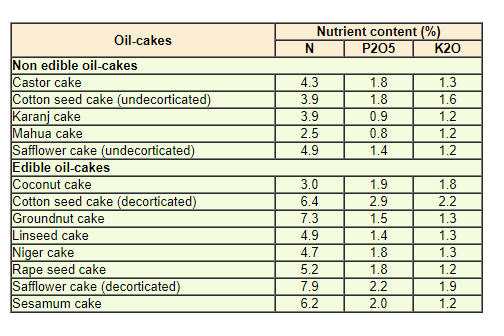 Oil-cakes Nutrient content (%)
N P2O5 K2O
Non edible oil-cakes
Castor cake 4.3 1.8 1.3
Cotton seed cake (undecorticated) 3.9 1.8 1.6
Karanj cake 3.9 0.9 1.2
Mahua cake 2.5 0.8 1.2
Safflower cake (undecorticated) 4.9 1.4 1.2
Edible oil-cakes
Coconut cake 3.0 1.9 1.8
Cotton seed cake (decorticated) 6.4 2.9 2.2
Groundnut cake 7.3 1.5 1.3
Linseed cake 4.9 1.4 1.3
Niger cake 4.7 1.8 1.3
Rape seed cake 5.2 1.8 1.2
Safflower cake (decorticated) 7.9 2.2 1.9
Sesamum cake 6.2 2.0 1.2